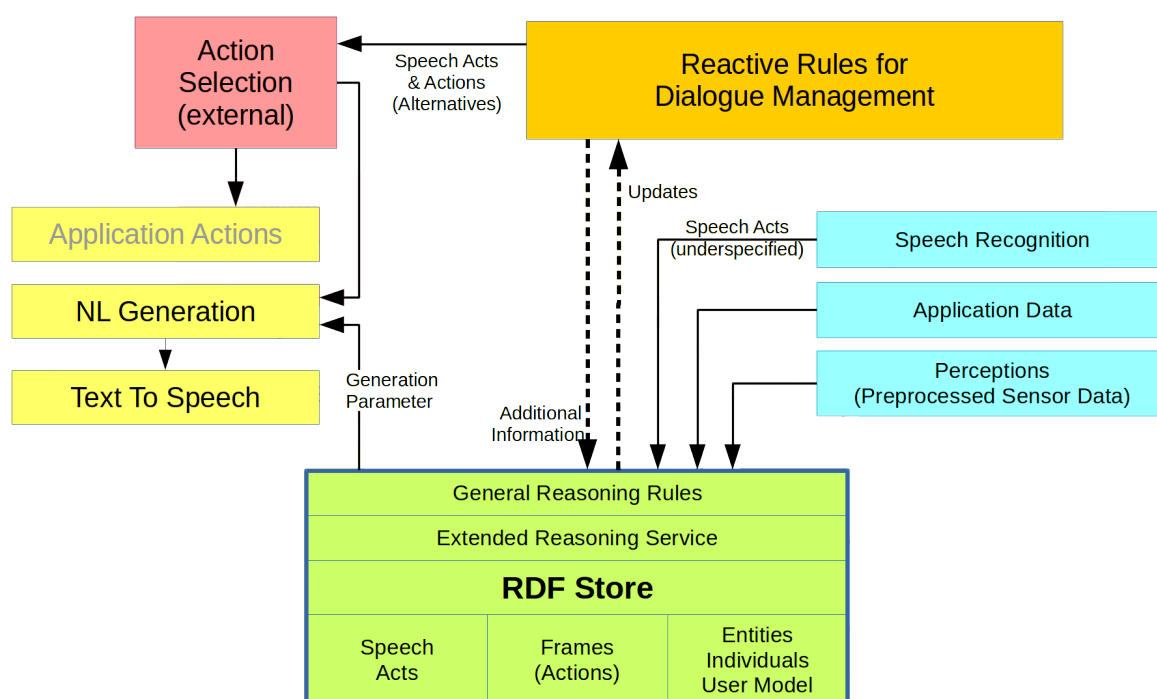 Action
Selection
(external)
Speech Acts
& Actions
(Alternatives)
Reactive Rules for
Dialogue Management
Updates
Application Actions
Speech Acts
(underspecified)
Speech Recognition
NL Generation
Application Data
Text To Speech
Generation
Parameter
Perceptions
(Preprocessed Sensor Data)
Additional
Information
General Reasoning Rules
Extended Reasoning Service
RDF Store
Speech
Acts
Frames
(Actions)
Entities
Individuals
User Model